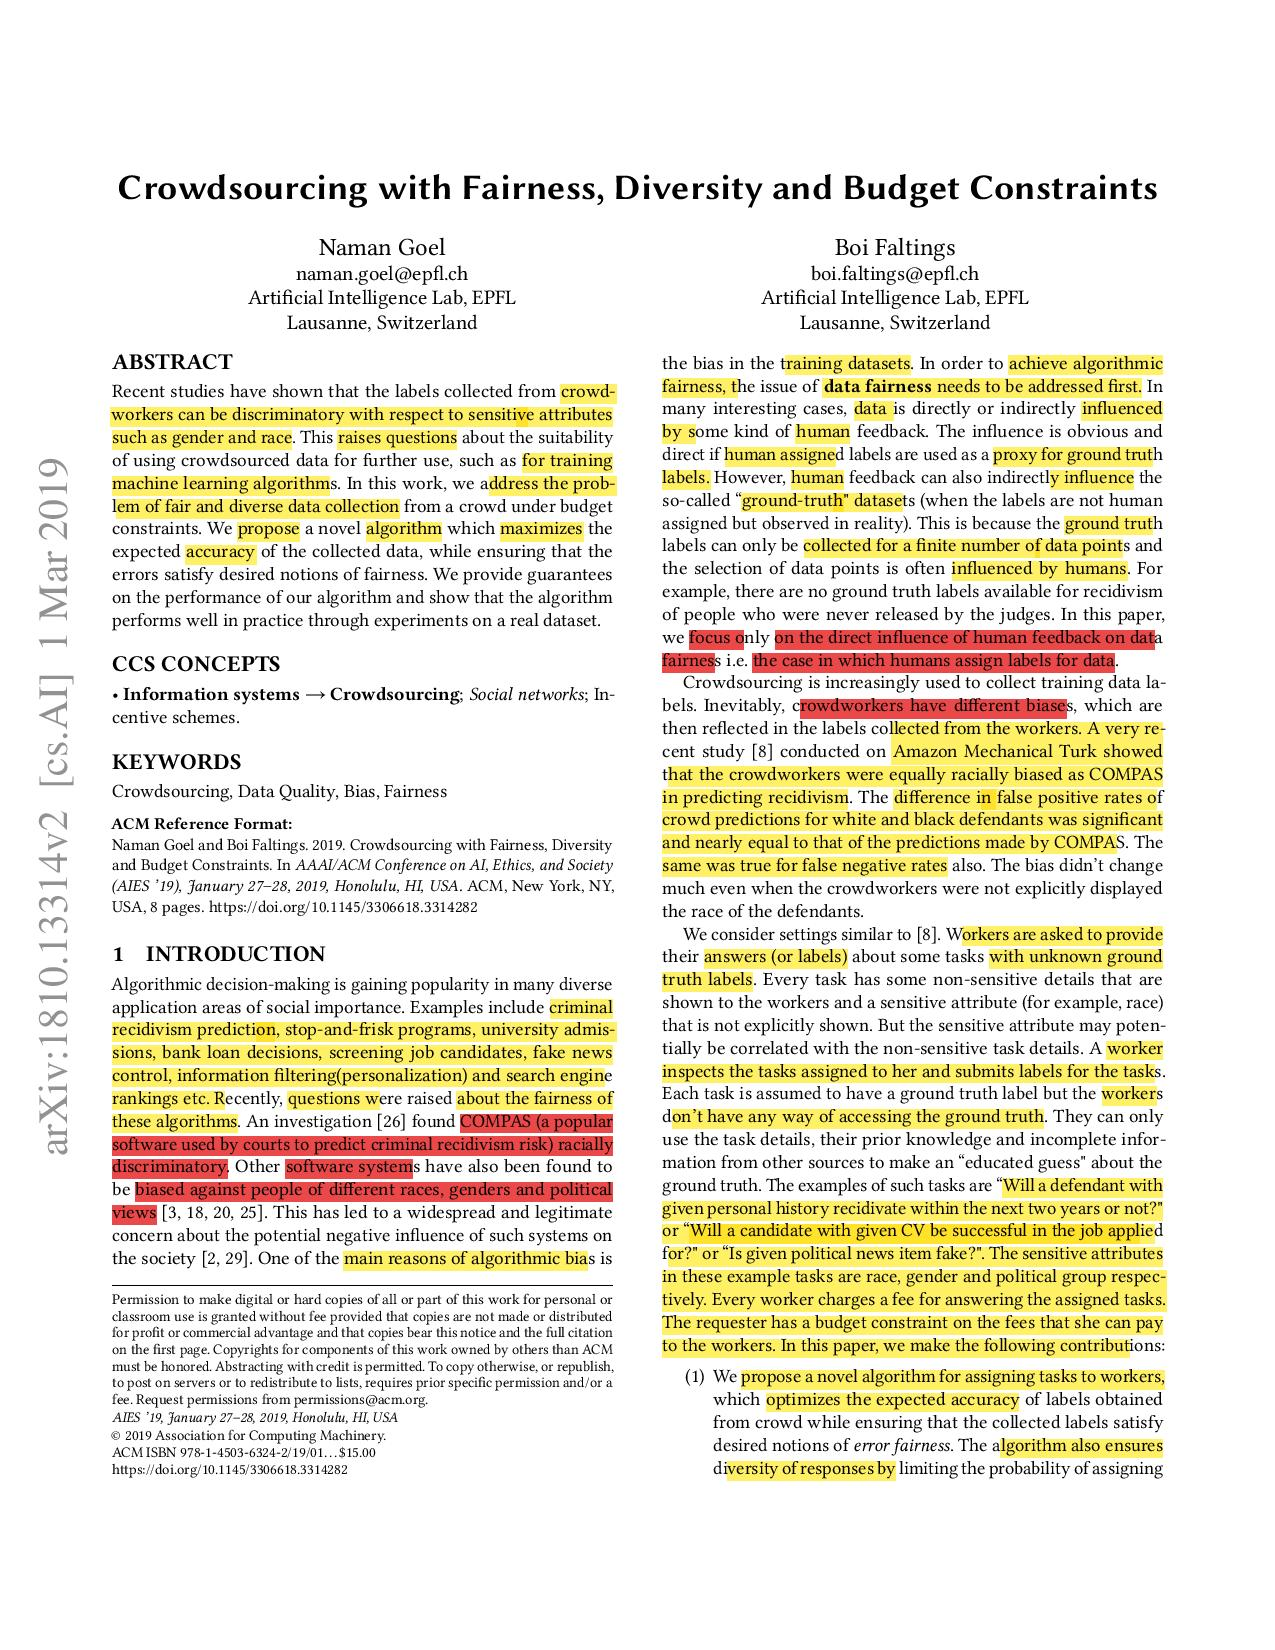 arXiv:1810.13314v2 [cs.AI] 1 Mar 2019
Crowdsourcing with Fairness, Diversity and Budget Constraints
Naman Goel
naman.goel@epfl.ch
Artificial Intelligence Lab, EPFL
Lausanne, Switzerland
Boi Faltings
boi.faltings@epfl.ch
Artificial Intelligence Lab, EPFL
Lausanne, Switzerland
ABSTRACT
Recent studies have shown that the labels collected from crowd-
workers can be discriminatory with respect to sensitive attributes
such as gender and race. This raises questions about the suitability
of using crowdsourced data for further use, such as for training
machine learning algorithms. In this work, we address the prob-
lem of fair and diverse data collection from a crowd under budget
constraints. We propose a novel algorithm which maximizes the
expected accuracy of the collected data, while ensuring that the
errors satisfy desired notions of fairness. We provide guarantees
on the performance of our algorithm and show that the algorithm
performs well in practice through experiments on a real dataset.
CCS CONCEPTS
• Information systems → Crowdsourcing; Social networks; In-
centive schemes.
KEYWORDS
Crowdsourcing, Data Quality, Bias, Fairness
ACM Reference Format:
Naman Goel and Boi Faltings. 2019. Crowdsourcing with Fairness, Diversity
and Budget Constraints. In AAAI/ACM Conference on AI, Ethics, and Society
(AIES '19), January 27–28, 2019, Honolulu, HI, USA. ACM, New York, NY,
USA, 8 pages. https://doi.org/10.1145/3306618.3314282
1 INTRODUCTION
Algorithmic decision-making is gaining popularity in many diverse
application areas of social importance. Examples include criminal
recidivism prediction, stop-and-frisk programs, university admis-
sions, bank loan decisions, screening job candidates, fake news
control, information filtering(personalization) and search engine
rankings etc. Recently, questions were raised about the fairness of
these algorithms. An investigation [26] found COMPAS (a popular
software used by courts to predict criminal recidivism risk) racially
discriminatory. Other software systems have also been found to
be biased against people of different races, genders and political
views [3, 18, 20, 25]. This has led to a widespread and legitimate
concern about the potential negative influence of such systems on
the society [2, 29]. One of the main reasons of algorithmic bias is
Permission to make digital or hard copies of all or part of this work for personal or
classroom use is granted without fee provided that copies are not made or distributed
for profit or commercial advantage and that copies bear this notice and the full citation
on the first page. Copyrights for components of this work owned by others than ACM
must be honored. Abstracting with credit is permitted. To copy otherwise, or republish,
to post on servers or to redistribute to lists, requires prior specific permission and/or a
fee. Request permissions from permissions@acm.org.
AIES '19, January 27–28, 2019, Honolulu, HI, USA
© 2019 Association for Computing Machinery.
ACM ISBN 978-1-4503-6324-2/19/01…$15.00
https://doi.org/10.1145/3306618.3314282
the bias in the training datasets. In order to achieve algorithmic
fairness, the issue of data fairness needs to be addressed first. In
many interesting cases, data is directly or indirectly influenced
by some kind of human feedback. The influence is obvious and
direct if human assigned labels are used as a proxy for ground truth
labels. However, human feedback can also indirectly influence the
so-called “ground-truth" datasets (when the labels are not human
assigned but observed in reality). This is because the ground truth
labels can only be collected for a finite number of data points and
the selection of data points is often influenced by humans. For
example, there are no ground truth labels available for recidivism
of people who were never released by the judges. In this paper,
we focus only on the direct influence of human feedback on data
fairness i.e. the case in which humans assign labels for data.
Crowdsourcing is increasingly used to collect training data la-
bels. Inevitably, crowdworkers have different biases, which are
then reflected in the labels collected from the workers. A very re-
cent study [8] conducted on Amazon Mechanical Turk showed
that the crowdworkers were equally racially biased as COMPAS
in predicting recidivism. The difference in false positive rates of
crowd predictions for white and black defendants was significant
and nearly equal to that of the predictions made by COMPAS. The
same was true for false negative rates also. The bias didn't change
much even when the crowdworkers were not explicitly displayed
the race of the defendants.
We consider settings similar to [8]. Workers are asked to provide
their answers (or labels) about some tasks with unknown ground
truth labels. Every task has some non-sensitive details that are
shown to the workers and a sensitive attribute (for example, race)
that is not explicitly shown. But the sensitive attribute may poten-
tially be correlated with the non-sensitive task details. A worker
inspects the tasks assigned to her and submits labels for the tasks.
Each task is assumed to have a ground truth label but the workers
don't have any way of accessing the ground truth. They can only
use the task details, their prior knowledge and incomplete infor-
mation from other sources to make an “educated guess" about the
ground truth. The examples of such tasks are “Will a defendant with
given personal history recidivate within the next two years or not?"
or “Will a candidate with given CV be successful in the job applied
for?" or “Is given political news item fake?". The sensitive attributes
in these example tasks are race, gender and political group respec-
tively. Every worker charges a fee for answering the assigned tasks.
The requester has a budget constraint on the fees that she can pay
to the workers. In this paper, we make the following contributions:
(1) We propose a novel algorithm for assigning tasks to workers,
which optimizes the expected accuracy of labels obtained
from crowd while ensuring that the collected labels satisfy
desired notions of error fairness. The algorithm also ensures
diversity of responses by limiting the probability of assigning